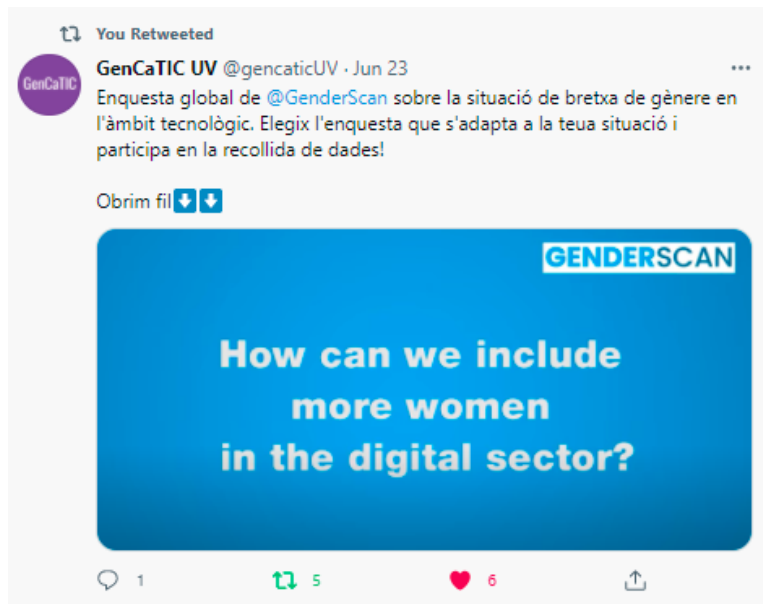 You Retweeted
GenCaTIC
GenCaTIC UV @gencaticUV · Jun 23
Enquesta global de @GenderScan sobre la situació de bretxa de gènere en
l'àmbit tecnològic. Elegix l'enquesta que s'adapta a la teua situació i
participa en la recollida de dades!
Obrim fil⬇️⬇️
GENDERSCAN
How can we include
more women
in the digital sector?
1 5 6